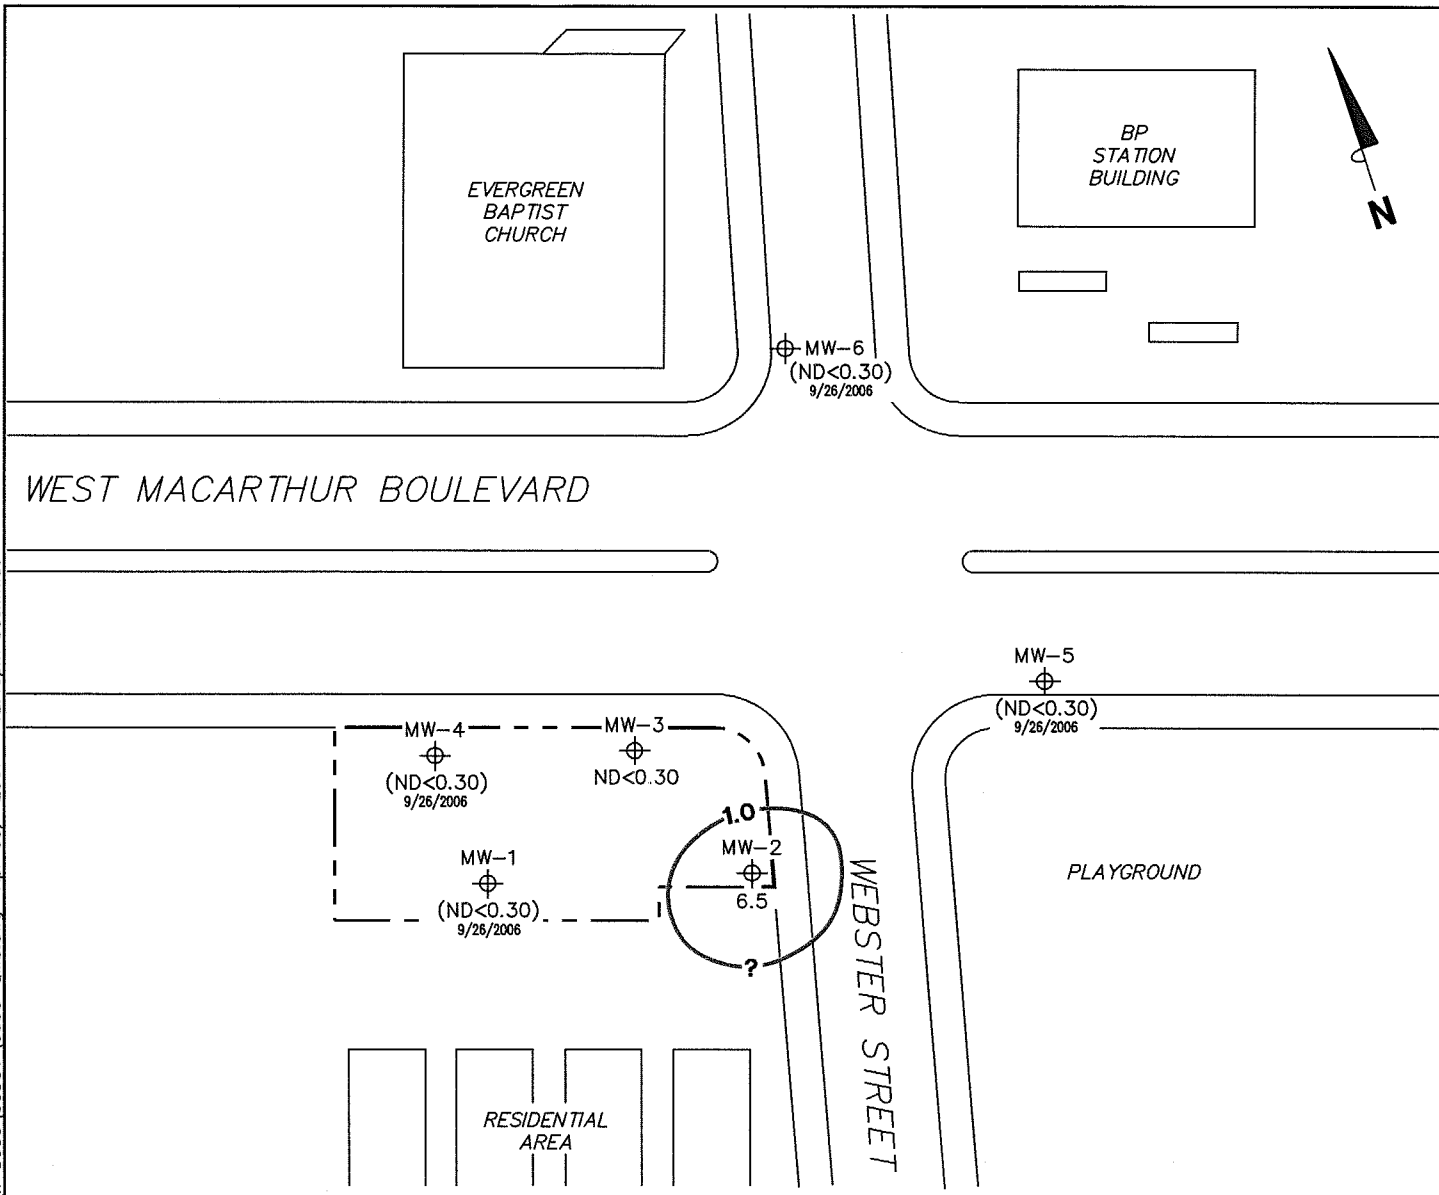 EVERGREEN
BAPTIST
CHURCH
BP
STATION
BUILDING
N
MW-6
(ND<0.30)
9/26/2006
WEST MACARTHUR BOULEVARD
MW-5
(ND<0.30)
9/26/2006
MW-4
(ND<0.30)
9/26/2006
MW-3
ND<0.30
1.0
MW-2
6.5
?
MW-1
(ND<0.30)
9/26/2006
WEBSTER STREET
PLAYGROUND
RESIDENTIAL
AREA